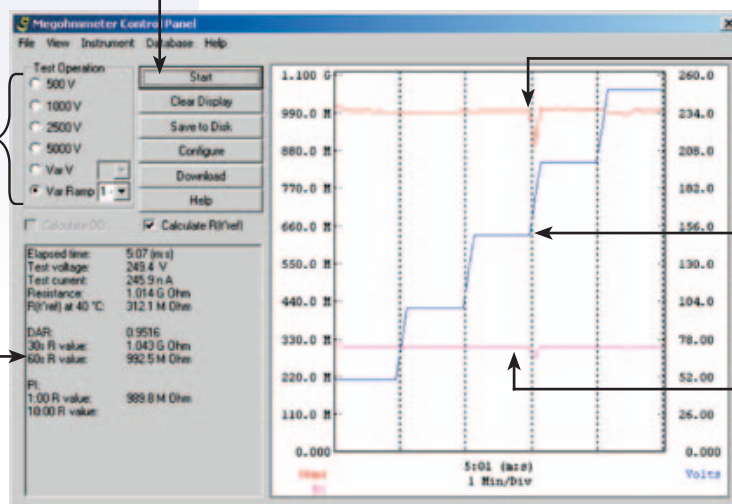 Megohmmeter Control Panel
File View Instrument Database Help
Test Operation
500 V
1000 V
2500 V
5000 V
Var V
Var Ramp 1 -
Start
Clear Display
Save to Disk
Configure
Download
Help
Calculate DD
Calculate R(t°ref)
Elapsed time: 5:07 (m:s)
Test voltage: 249.4 V
Test current: 245.9 n A
Resistance: 1.014 G Ohm
R(t°ref) at 40 °C: 312.1 M Ohm
DAR: 0.9516
30s R value: 1.043 G Ohm
60s R value: 992.5 M Ohm
PI:
1:00 R value: 989.8 M Ohm
10:00 R value:
1.100 G
990.0 M
880.0 M
770.0 M
660.0 M
550.0 M
440.0 M
330.0 M
220.0 M
110.0 M
0.000
260.0
234.0
208.0
182.0
156.0
130.0
104.0
78.00
52.00
26.00
0.000
5:01 (m:s)
1 Min/Div
Ohms
Volts